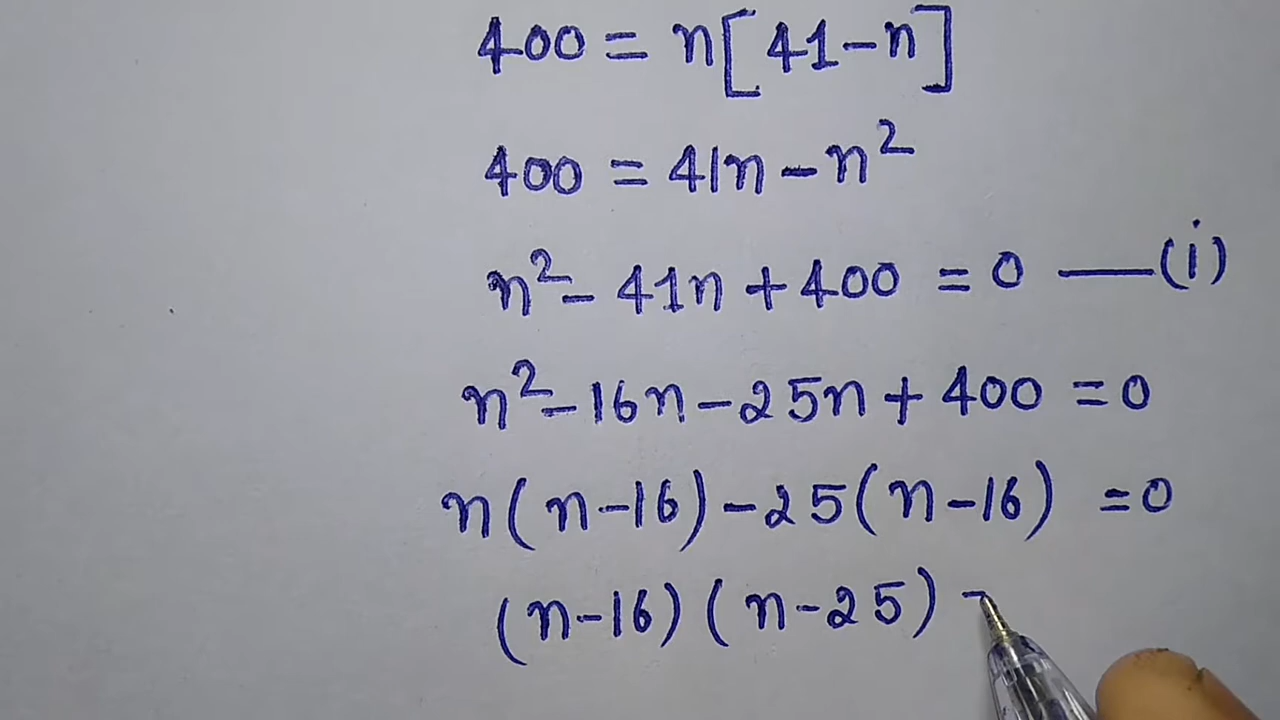 400 = n[41-n]
400 = 41n - n²
n² - 41n + 400 = 0 —(i)
n² - 16n - 25n + 400 = 0
n(n-16) - 25(n-16) = 0
(n-16)(n-25) -